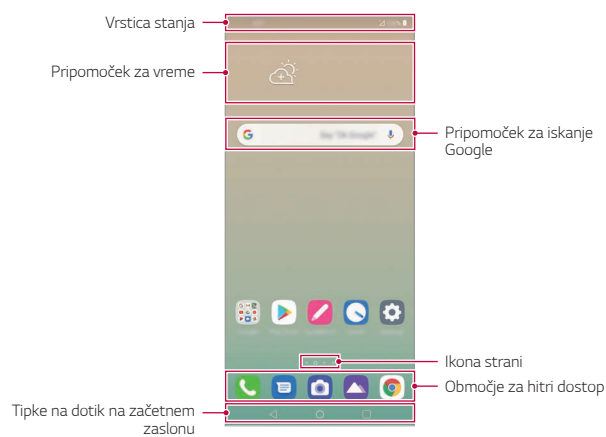 Vrstica stanja
Pripomoček za vreme
Pripomoček za iskanje
Google
Ikona strani
Območje za hitri dostop
Tipke na dotik na začetnem
zaslonu